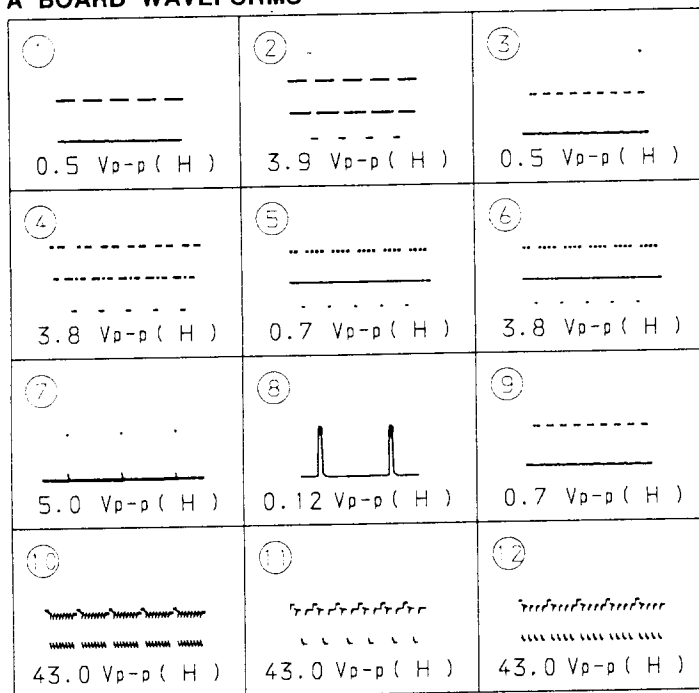 A BOARD WAVEFORMS
1
2
3
0.5 Vp-p ( H )
3.9 Vp-p ( H )
0.5 Vp-p ( H )
4
5
6
3.8 Vp-p ( H )
0.7 Vp-p ( H )
3.8 Vp-p ( H )
7
8
9
5.0 Vp-p ( H )
0.12 Vp-p ( H )
0.7 Vp-p ( H )
10
11
12
43.0 Vp-p ( H )
43.0 Vp-p ( H )
43.0 Vp-p ( H )